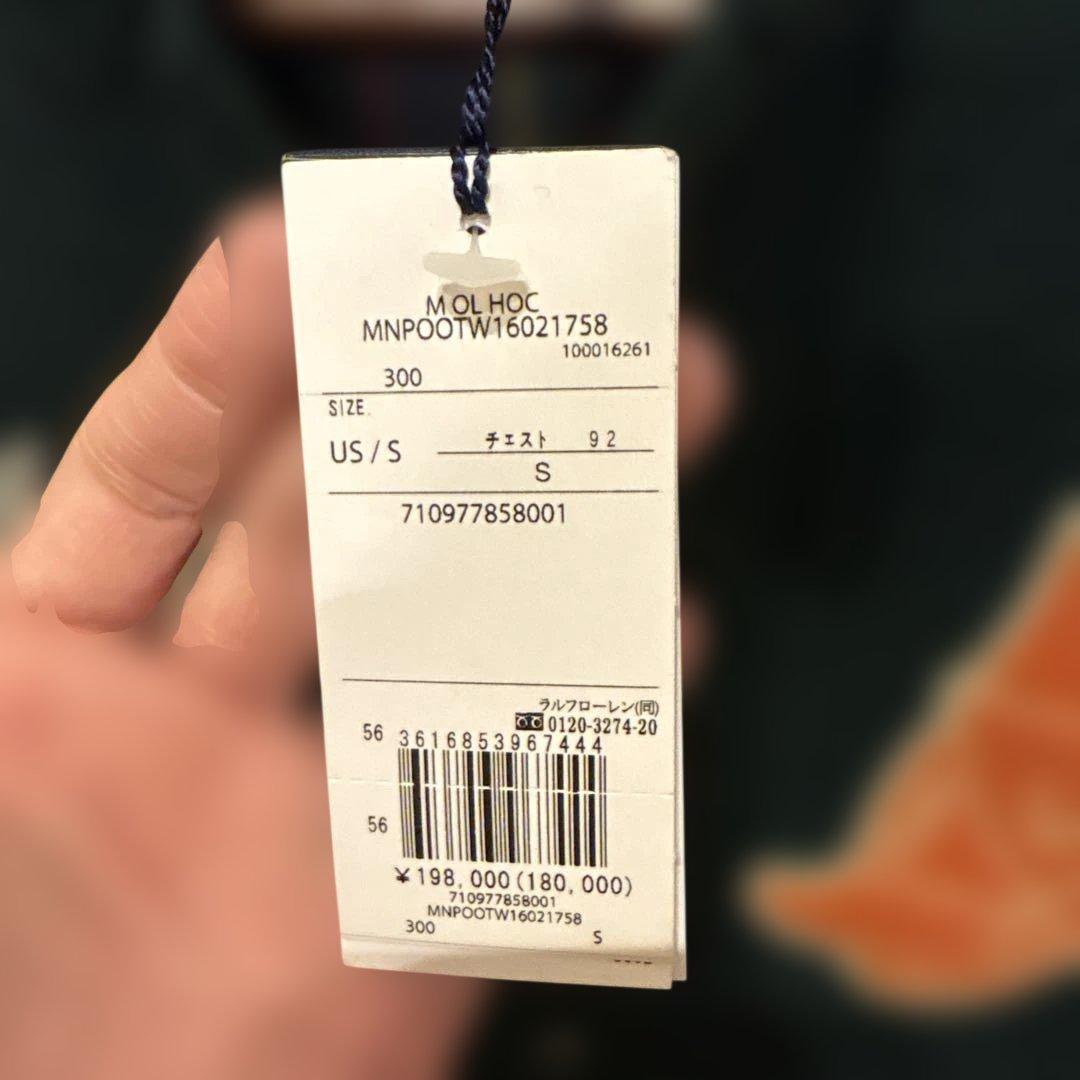 M OL HOC
MNPOOTW16021758
100016261
300
SIZE
US / S チェスト 92
S
710977858001
ラルフローレン(同)
0120-3274-20
56 3616853967444
56
¥198,000(180,000)
710977858001
MNPOOTW16021758
300 S